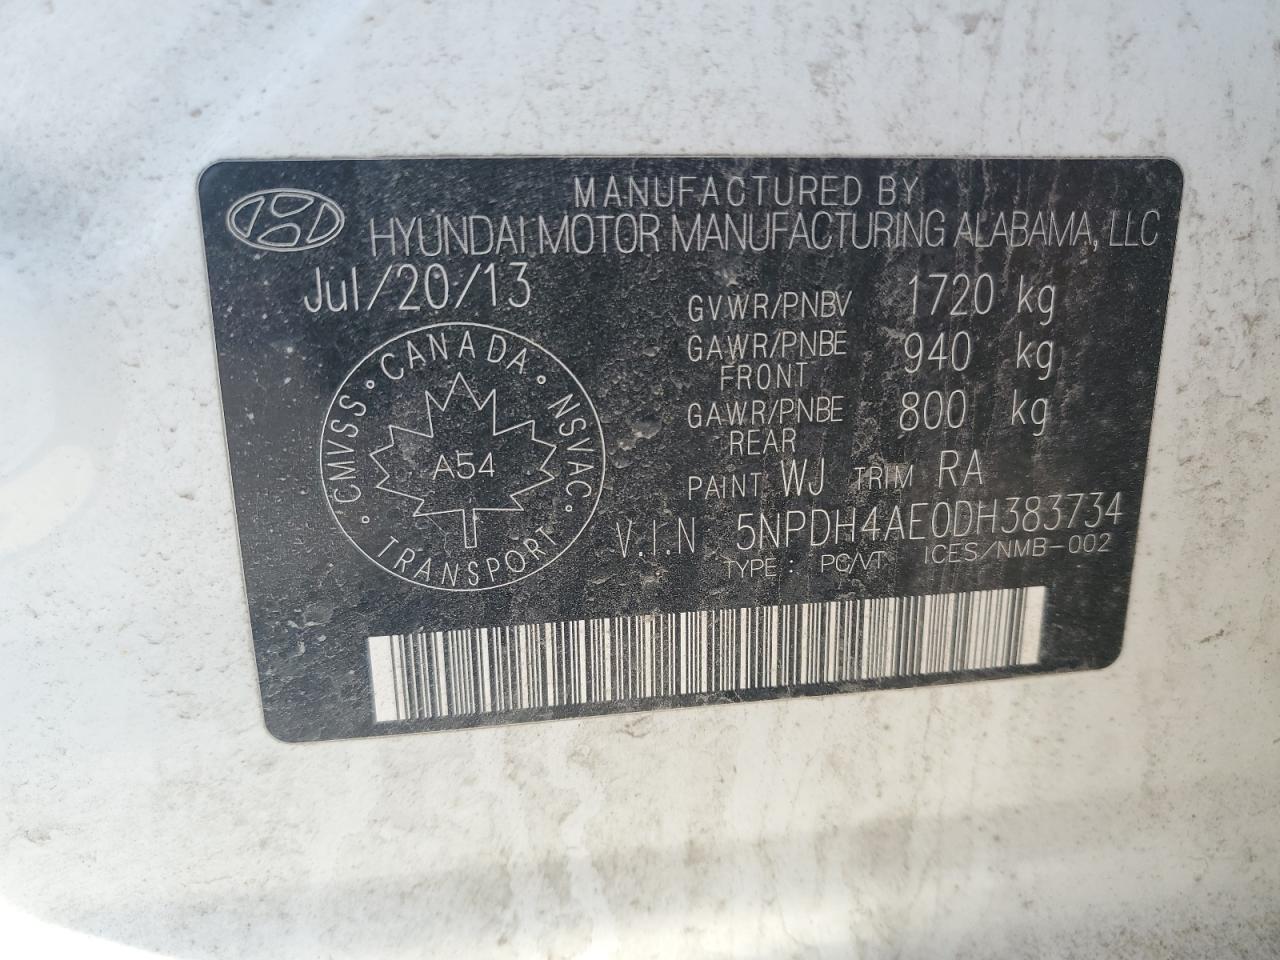 MANUFACTURED BY
HYUNDAI MOTOR MANUFACTURING ALABAMA, LLC
Jul/20/13
GVWR/PNBV 1720 kg
GAWR/PNBE FRONT 940 kg
GAWR/PNBE REAR 800 kg
PAINT WJ TRIM RA
V.I.N 5NPDH4AE0DH383734
TYPE: PC/VT ICES/NMB-002
CMVSS • CANADA • NSVAC • TRANSPORT •
A54